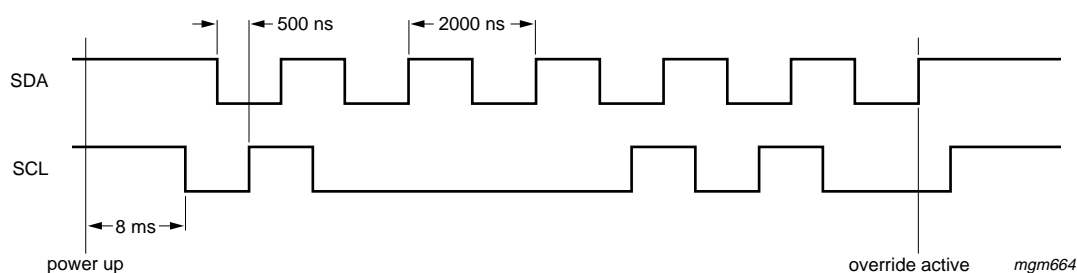 500 ns
2000 ns
SDA
SCL
8 ms
power up
override active
mgm664